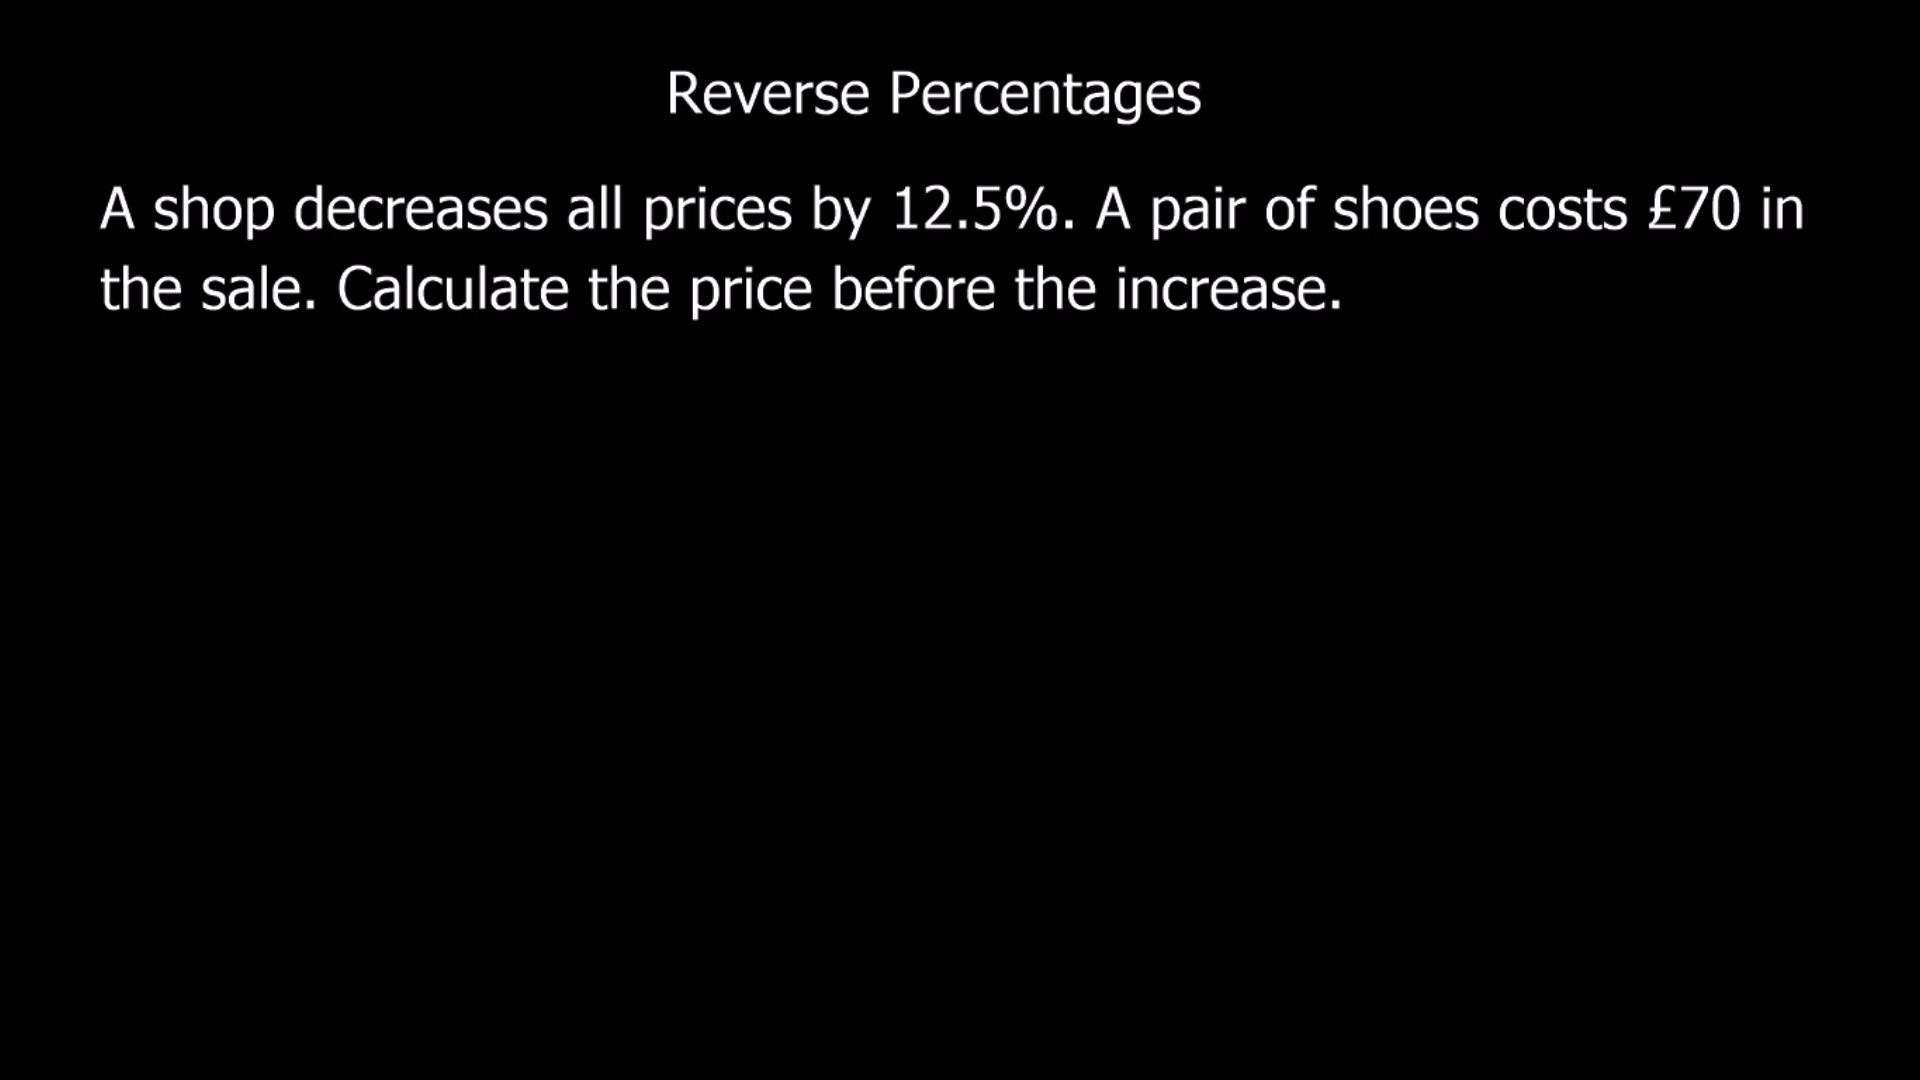 Reverse Percentages
A shop decreases all prices by 12.5%. A pair of shoes costs £70 in
the sale. Calculate the price before the increase.